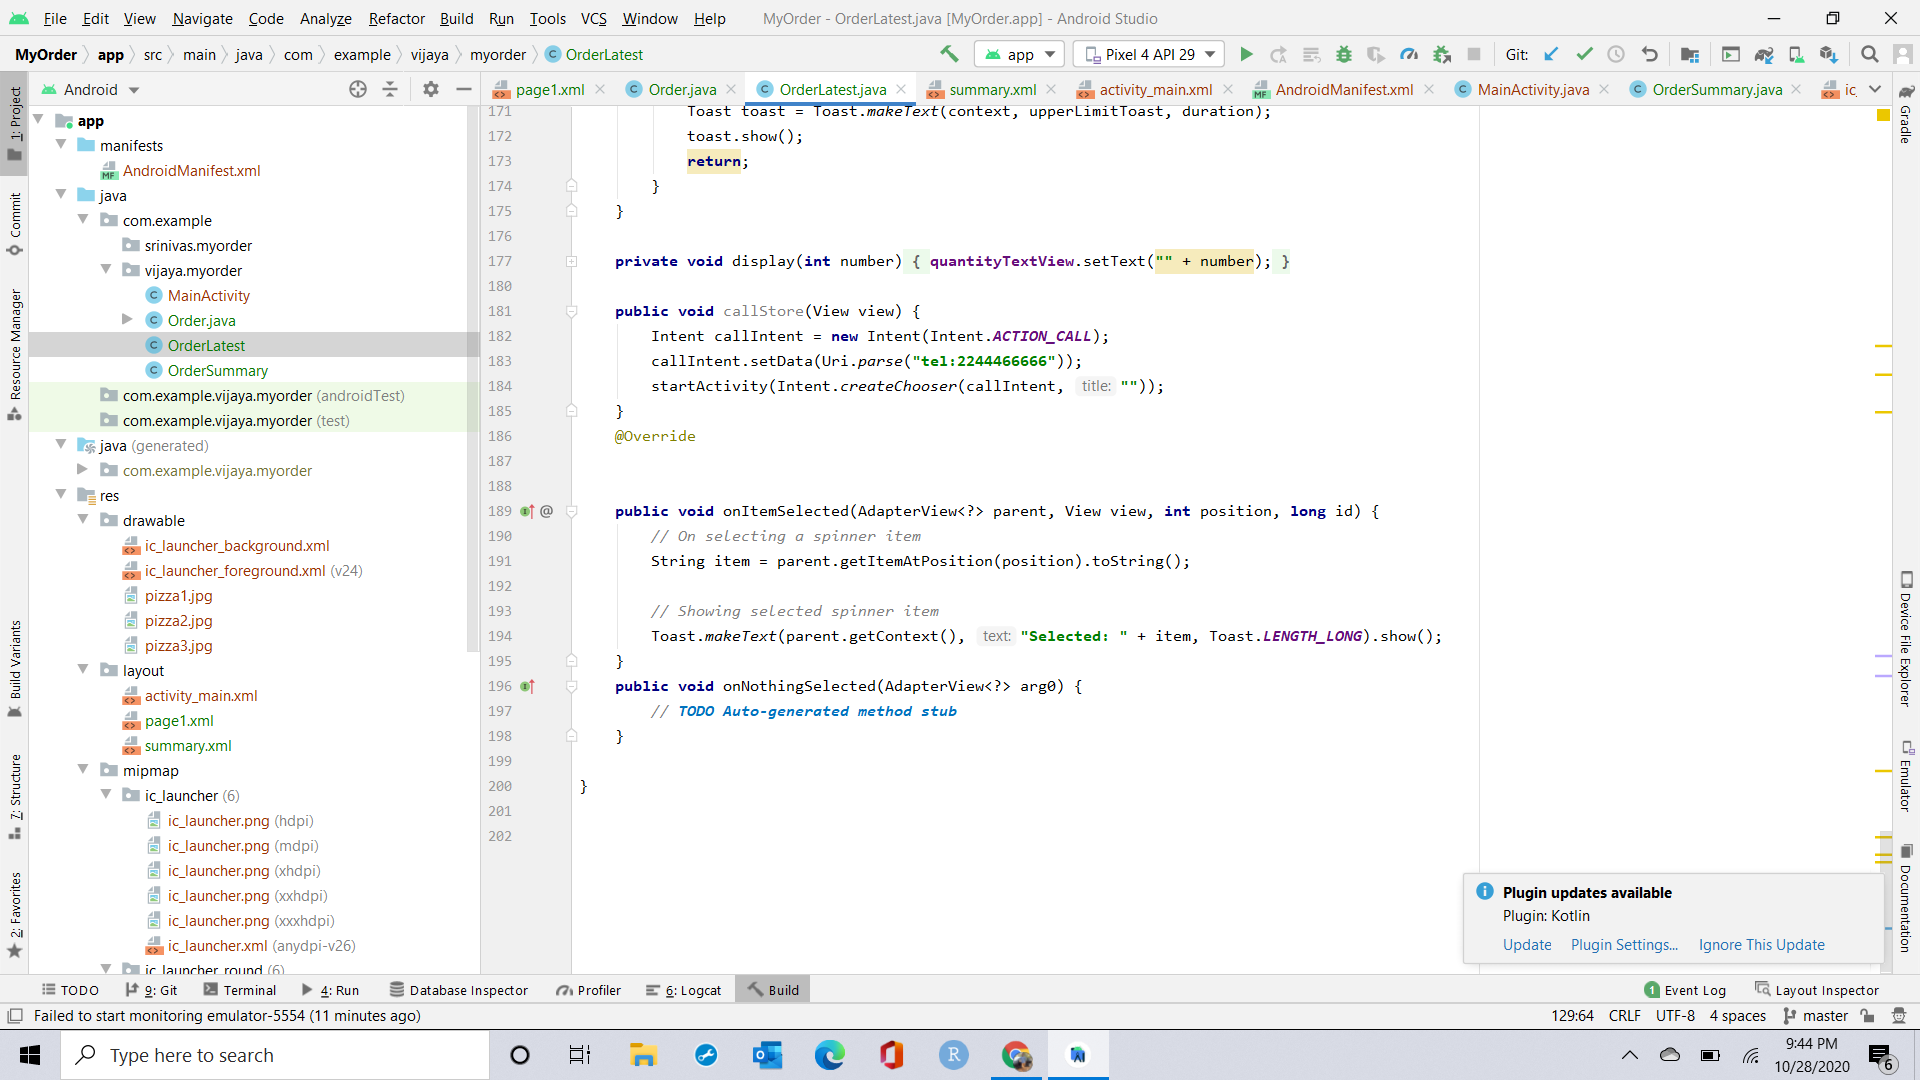 File Edit View Navigate Code Analyze Refactor Build Run Tools VCS Window Help MyOrder - OrderLatest.java [MyOrder.app] - Android Studio
MyOrder app src main java com example vijaya myorder OrderLatest app Pixel 4 API 29 Git:
Android
page1.xml Order.java OrderLatest.java summary.xml activity_main.xml AndroidManifest.xml MainActivity.java OrderSummary.java ic_
1: Project
Commit
Resource Manager
Build Variants
7: Structure
2: Favorites
app
manifests
AndroidManifest.xml
java
com.example
srinivas.myorder
vijaya.myorder
MainActivity
Order.java
OrderLatest
OrderSummary
com.example.vijaya.myorder (androidTest)
com.example.vijaya.myorder (test)
java (generated)
com.example.vijaya.myorder
res
drawable
ic_launcher_background.xml
ic_launcher_foreground.xml (v24)
pizza1.jpg
pizza2.jpg
pizza3.jpg
layout
activity_main.xml
page1.xml
summary.xml
mipmap
ic_launcher (6)
ic_launcher.png (hdpi)
ic_launcher.png (mdpi)
ic_launcher.png (xhdpi)
ic_launcher.png (xxhdpi)
ic_launcher.png (xxxhdpi)
ic_launcher.xml (anydpi-v26)
ic_launcher_round (6)
171 Toast toast = Toast.makeText(context, upperLimitToast, duration);
172 toast.show();
173 return;
174 }
175 }
176
177 private void display(int number) { quantityTextView.setText("" + number); }
180
181 public void callStore(View view) {
182 Intent callIntent = new Intent(Intent.ACTION_CALL);
183 callIntent.setData(Uri.parse("tel:2244466666"));
184 startActivity(Intent.createChooser(callIntent, title: ""));
185 }
186 @Override
187
188
189 @ public void onItemSelected(AdapterView<?> parent, View view, int position, long id) {
190 // On selecting a spinner item
191 String item = parent.getItemAtPosition(position).toString();
192
193 // Showing selected spinner item
194 Toast.makeText(parent.getContext(), text: "Selected: " + item, Toast.LENGTH_LONG).show();
195 }
196 public void onNothingSelected(AdapterView<?> arg0) {
197 // TODO Auto-generated method stub
198 }
199
200 }
201
202
Gradle
Device File Explorer
Emulator
Documentation
Plugin updates available
Plugin: Kotlin
Update Plugin Settings... Ignore This Update
TODO 9: Git Terminal 4: Run Database Inspector Profiler 6: Logcat Build 1 Event Log Layout Inspector
Failed to start monitoring emulator-5554 (11 minutes ago) 129:64 CRLF UTF-8 4 spaces master
Type here to search
9:44 PM
10/28/2020
6